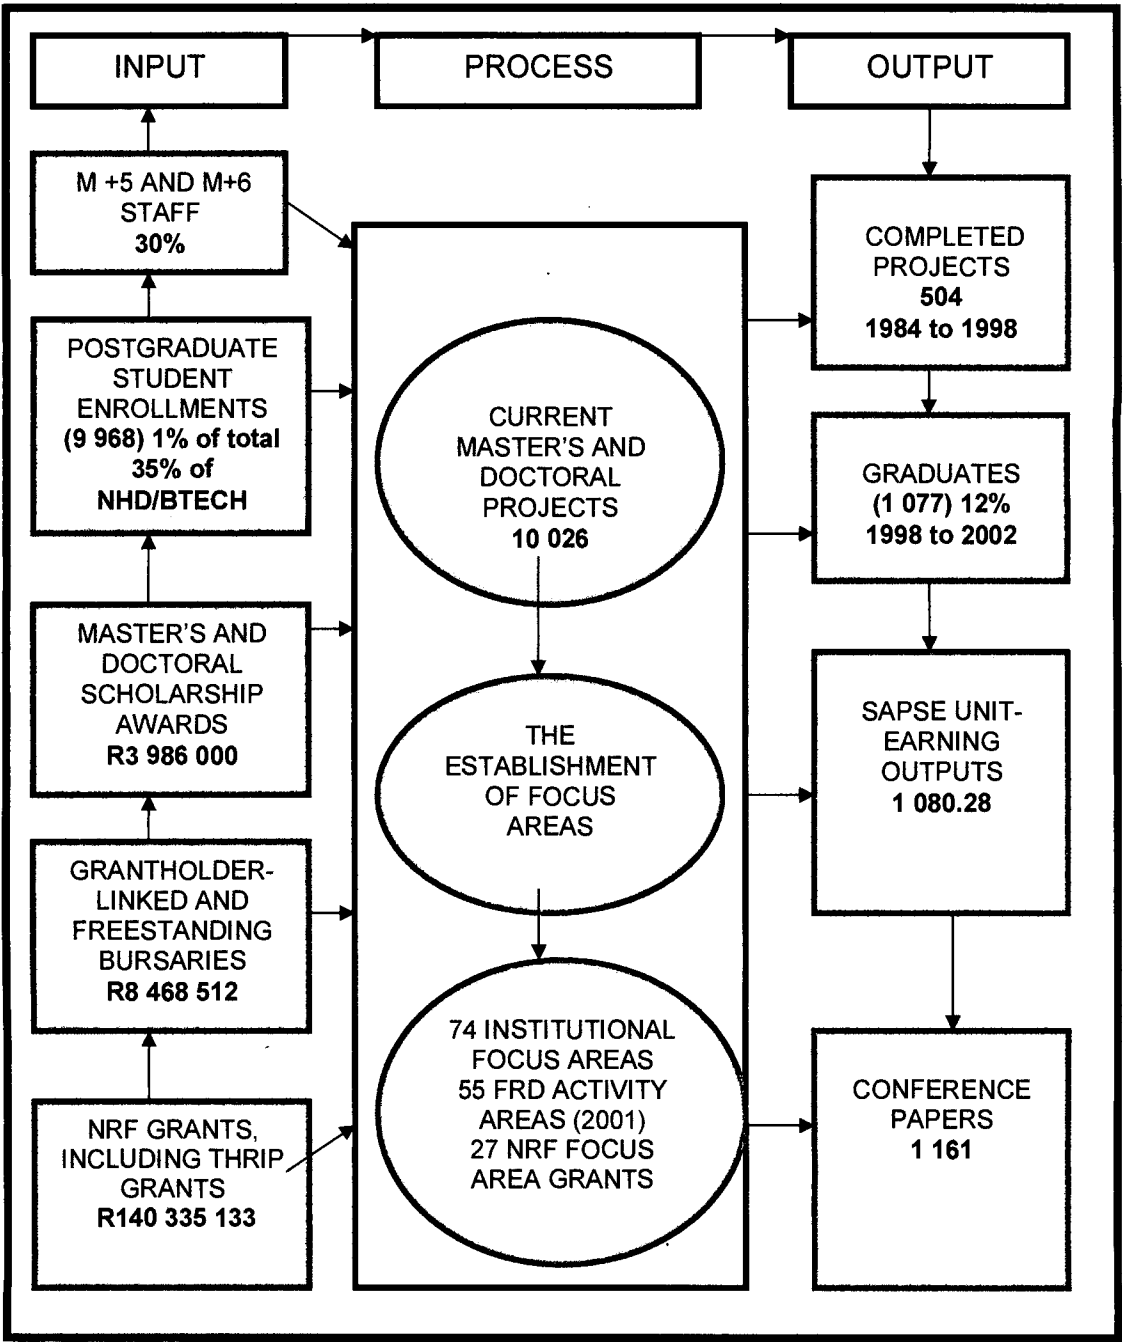 INPUT
PROCESS
OUTPUT
M +5 AND M+6
STAFF
30%
POSTGRADUATE
STUDENT
ENROLLMENTS
(9 968) 1% of total
35% of
NHD/BTECH
MASTER'S AND
DOCTORAL
SCHOLARSHIP
AWARDS
R3 986 000
GRANTHOLDER-
LINKED AND
FREESTANDING
BURSARIES
R8 468 512
NRF GRANTS,
INCLUDING THRIP
GRANTS
R140 335 133
CURRENT
MASTER'S AND
DOCTORAL
PROJECTS
10 026
THE
ESTABLISHMENT
OF FOCUS
AREAS
74 INSTITUTIONAL
FOCUS AREAS
55 FRD ACTIVITY
AREAS (2001)
27 NRF FOCUS
AREA GRANTS
COMPLETED
PROJECTS
504
1984 to 1998
GRADUATES
(1 077) 12%
1998 to 2002
SAPSE UNIT-
EARNING
OUTPUTS
1 080.28
CONFERENCE
PAPERS
1 161